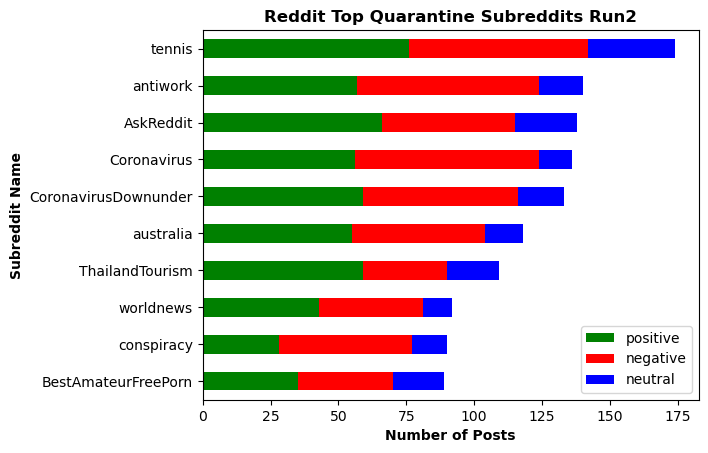 Reddit Top Quarantine Subreddits Run2
Subreddit Name
tennis
antiwork
AskReddit
Coronavirus
CoronavirusDownunder
australia
ThailandTourism
worldnews
conspiracy
BestAmateurFreePorn
positive
negative
neutral
0 25 50 75 100 125 150 175
Number of Posts